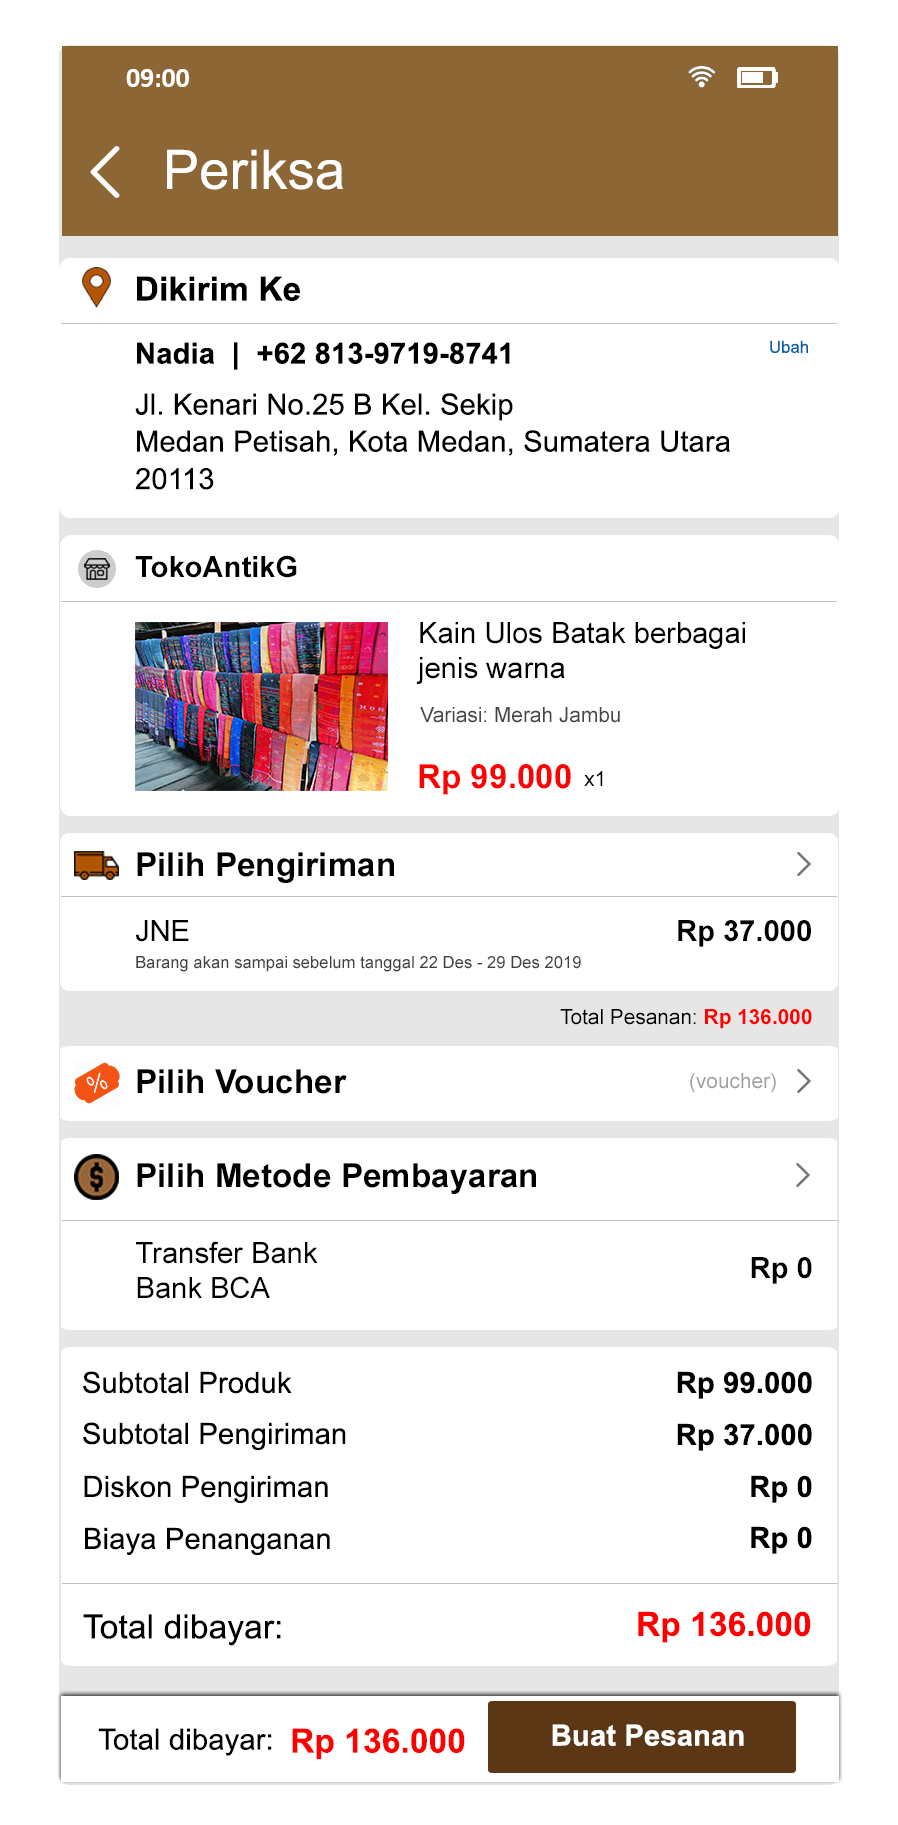 09:00
Periksa
Dikirim Ke
Nadia | +62 813-9719-8741
Ubah
Jl. Kenari No.25 B Kel. Sekip
Medan Petisah, Kota Medan, Sumatera Utara
20113
TokoAntikG
Kain Ulos Batak berbagai
jenis warna
Variasi: Merah Jambu
Rp 99.000 x1
Pilih Pengiriman
JNE Rp 37.000
Barang akan sampai sebelum tanggal 22 Des - 29 Des 2019
Total Pesanan: Rp 136.000
% Pilih Voucher (voucher)
$ Pilih Metode Pembayaran
Transfer Bank
Bank BCA
Rp 0
Subtotal Produk Rp 99.000
Subtotal Pengiriman Rp 37.000
Diskon Pengiriman Rp 0
Biaya Penanganan Rp 0
Total dibayar: Rp 136.000
Total dibayar: Rp 136.000 Buat Pesanan